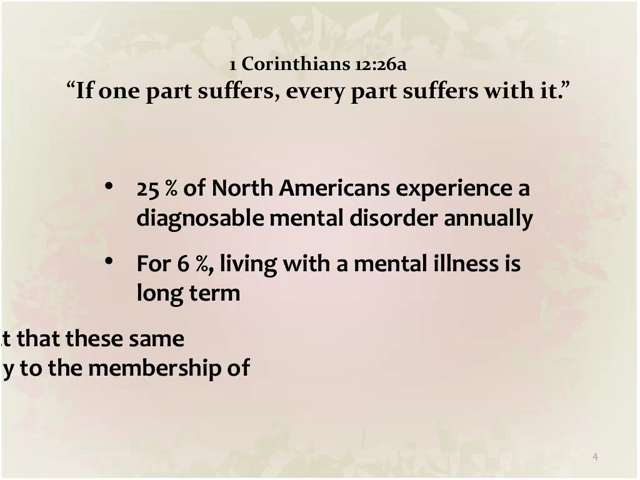 1 Corinthians 12:26a
“If one part suffers, every part suffers with it.”
• 25 % of North Americans experience a
diagnosable mental disorder annually
• For 6 %, living with a mental illness is
long term
that these same
y to the membership of
4